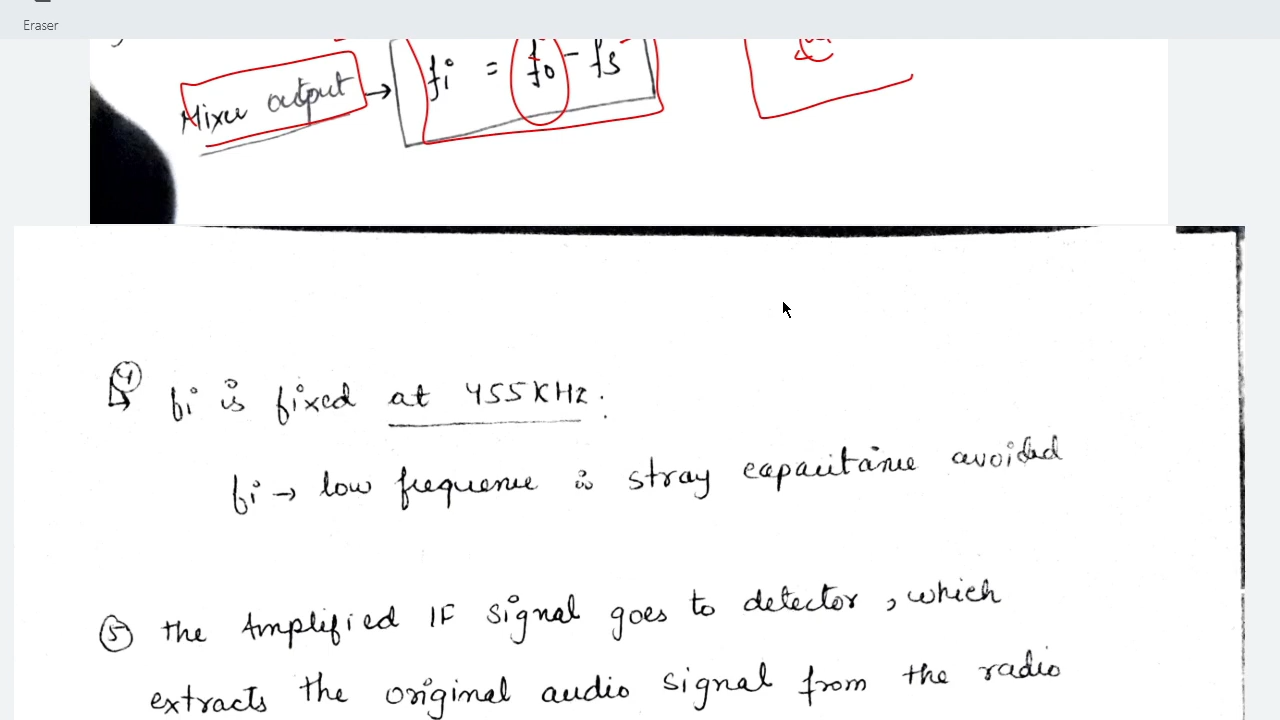 Eraser
Mixer output → fi = fo - fs
④ fi is fixed at 455KHz.
fi → low frequence is stray capacitance avoided
⑤ the Amplified IF signal goes to detector, which
extracts the original audio signal from the radio